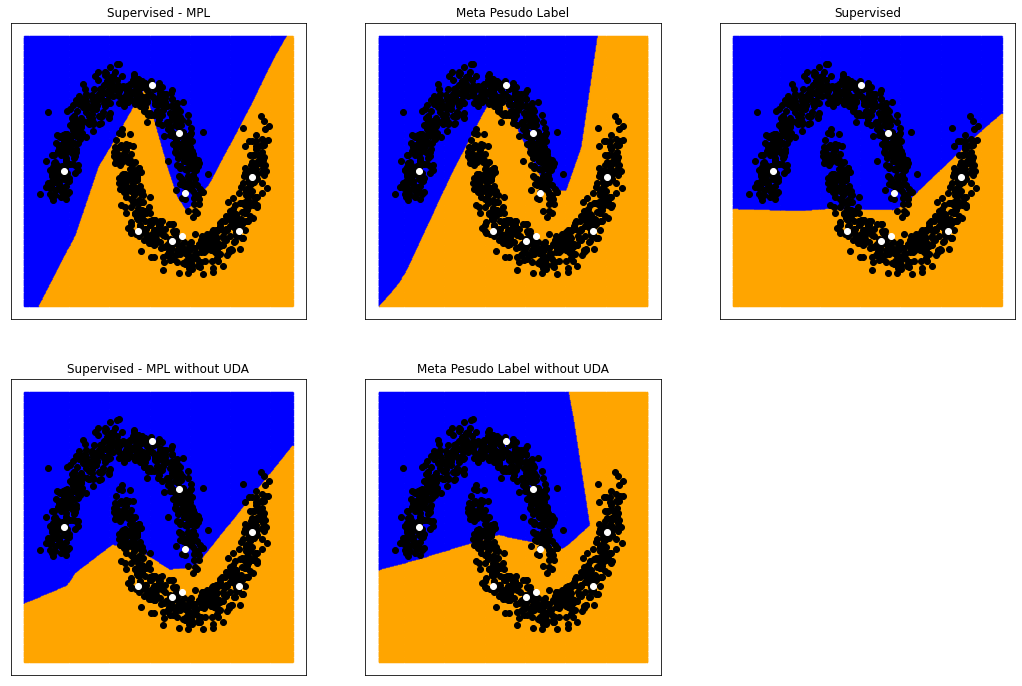 Supervised - MPL
Meta Pesudo Label
Supervised
Supervised - MPL without UDA
Meta Pesudo Label without UDA